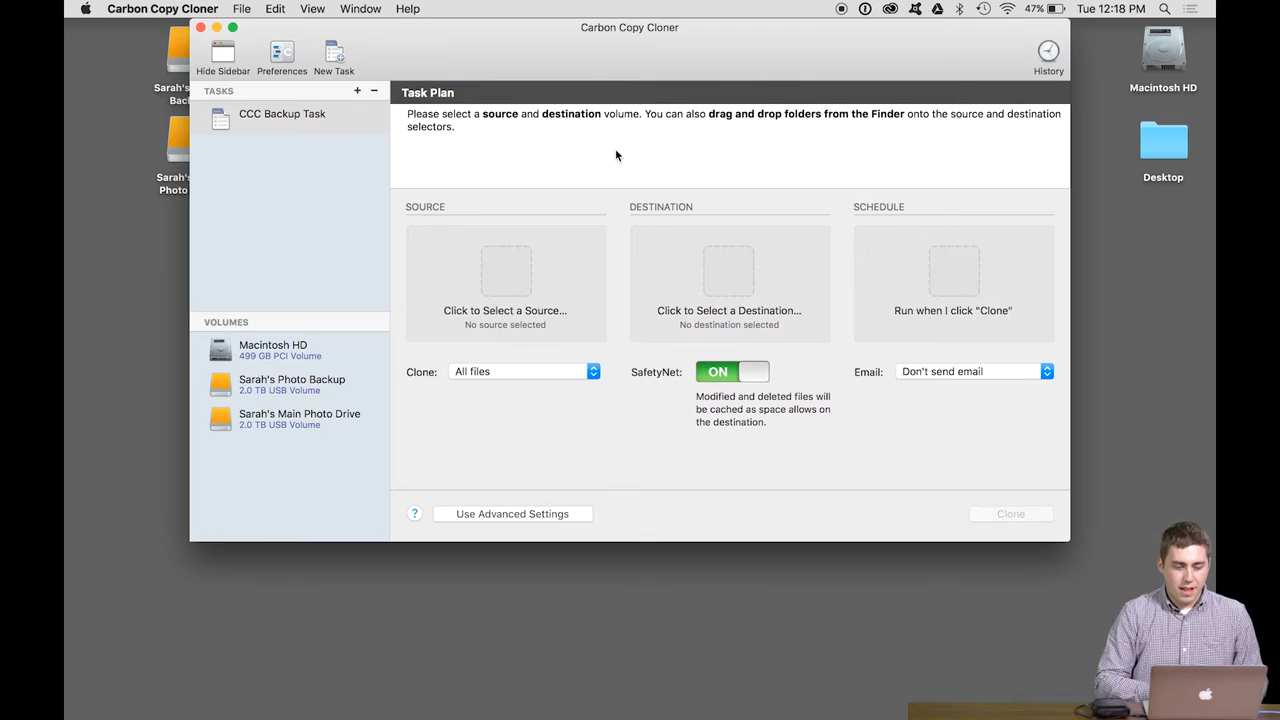 Carbon Copy Cloner File Edit View Window Help 47% Tue 12:18 PM
Carbon Copy Cloner
Hide Sidebar Preferences New Task History
TASKS + −
CCC Backup Task
Task Plan
Please select a source and destination volume. You can also drag and drop folders from the Finder onto the source and destination
selectors.
SOURCE
Click to Select a Source...
No source selected
Clone: All files
DESTINATION
Click to Select a Destination...
No destination selected
SafetyNet: ON
Modified and deleted files will
be cached as space allows on
the destination.
SCHEDULE
Run when I click "Clone"
Email: Don't send email
VOLUMES
Macintosh HD
499 GB PCI Volume
Sarah's Photo Backup
2.0 TB USB Volume
Sarah's Main Photo Drive
2.0 TB USB Volume
? Use Advanced Settings Clone
Sarah's
Sarah's
Photo
Macintosh HD
Desktop